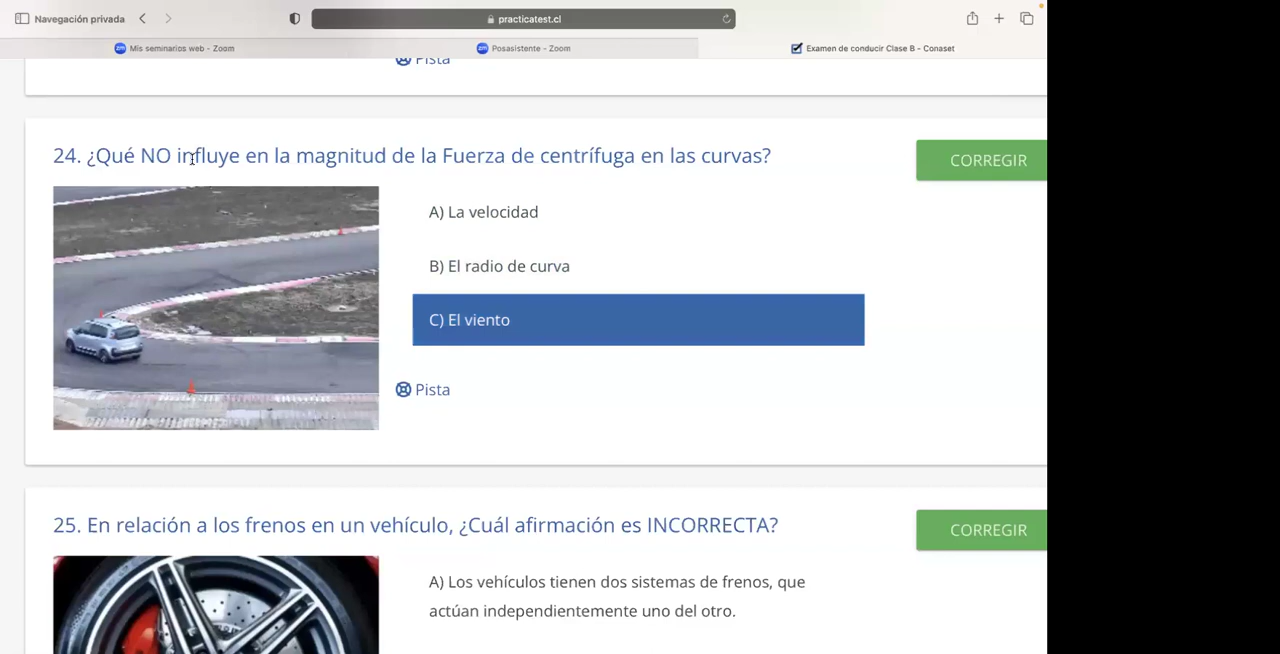 Navegación privada
practicatest.cl
Mis seminarios web - Zoom
Posasistente - Zoom
Examen de conducir Clase B - Conaset
Pista
24. ¿Qué NO influye en la magnitud de la Fuerza de centrífuga en las curvas?
CORREGIR
A) La velocidad
B) El radio de curva
C) El viento
Pista
25. En relación a los frenos en un vehículo, ¿Cuál afirmación es INCORRECTA?
CORREGIR
A) Los vehículos tienen dos sistemas de frenos, que
actúan independientemente uno del otro.